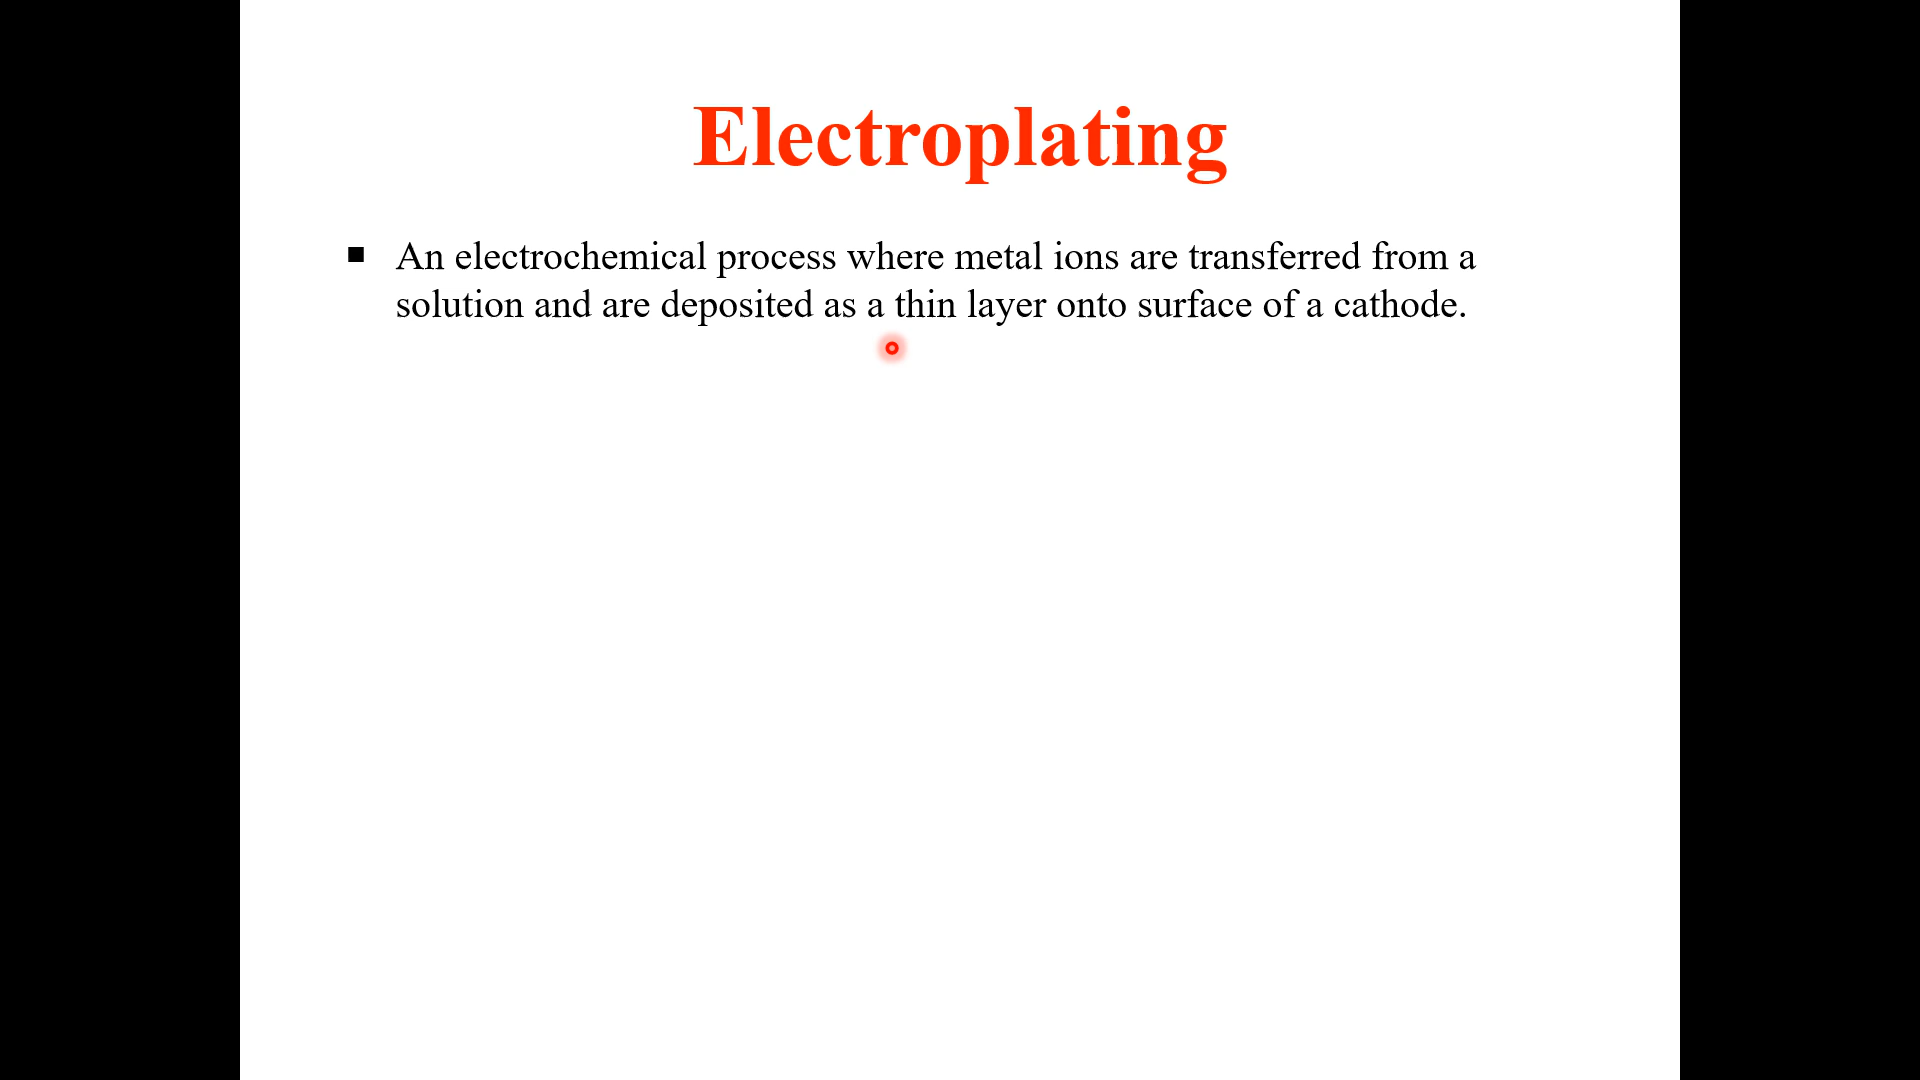 Electroplating
■ An electrochemical process where metal ions are transferred from a
solution and are deposited as a thin layer onto surface of a cathode.